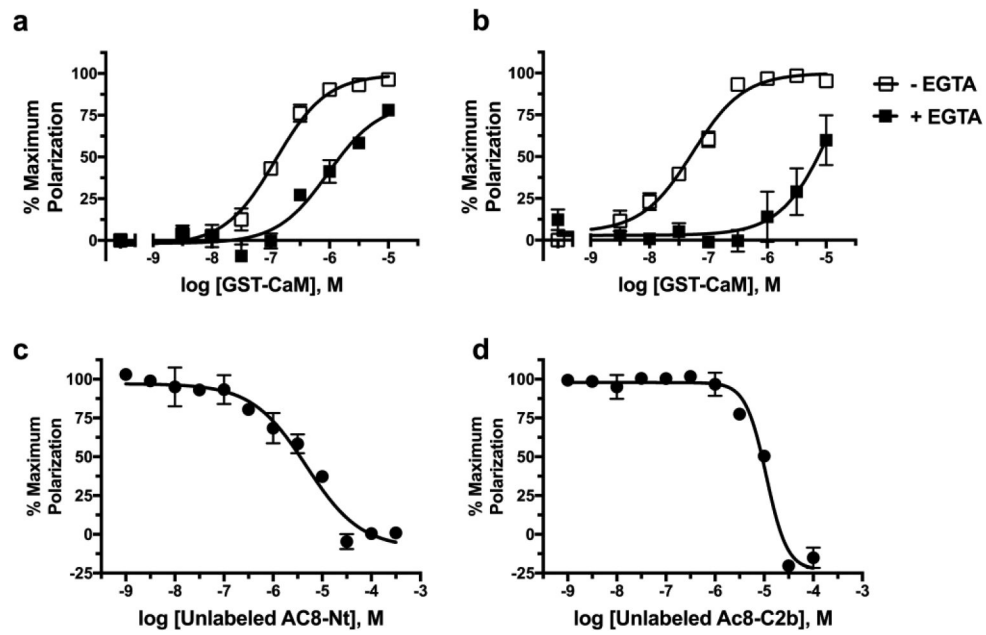 a
b
100
75
50
25
0
% Maximum
Polarization
-9 -8 -7 -6 -5
log [GST-CaM], M
100
75
50
25
0
% Maximum
Polarization
-9 -8 -7 -6 -5
log [GST-CaM], M
- EGTA
+ EGTA
c
d
100
75
50
25
0
-25
% Maximum
Polarization
-9 -8 -7 -6 -5 -4 -3
log [Unlabeled AC8-Nt], M
100
75
50
25
0
-25
% Maximum
Polarization
-9 -8 -7 -6 -5 -4 -3
log [Unlabeled Ac8-C2b], M